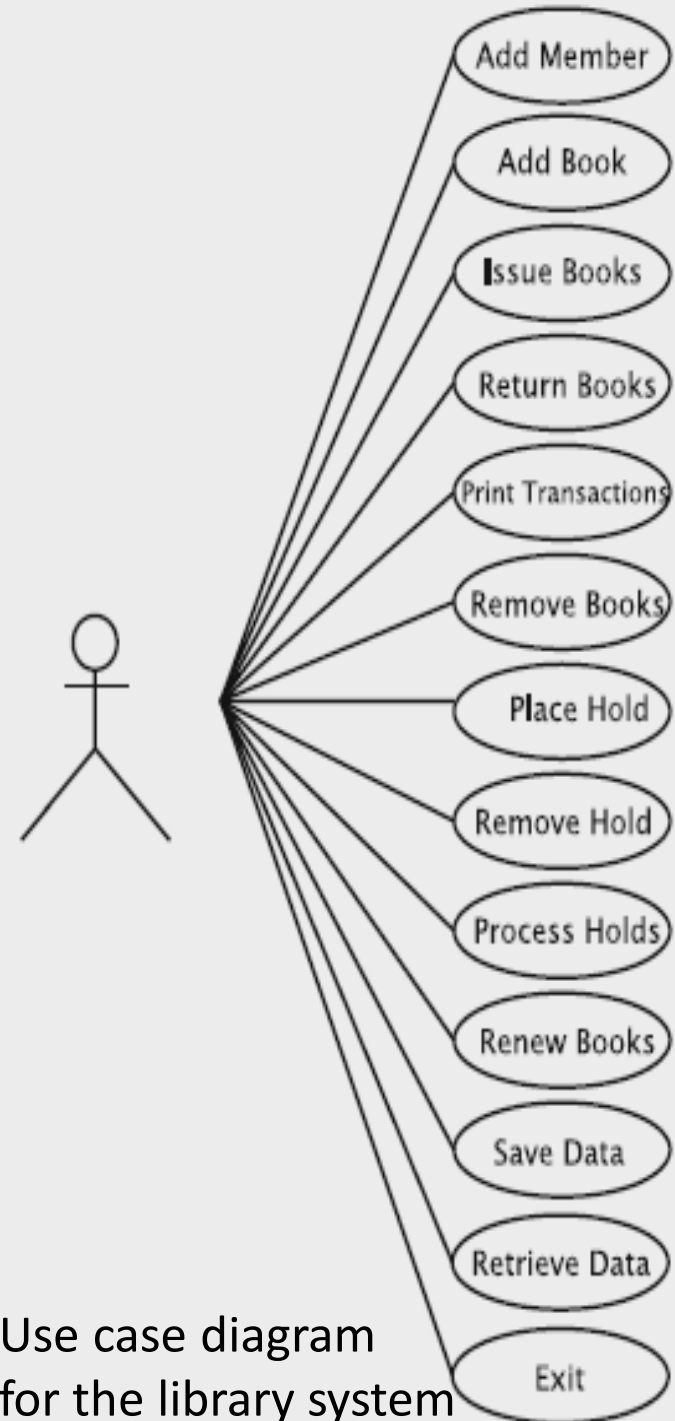 Add Member
Add Book
Issue Books
Return Books
Print Transactions
Remove Books
Place Hold
Remove Hold
Process Holds
Renew Books
Save Data
Retrieve Data
Exit
Use case diagram
for the library system